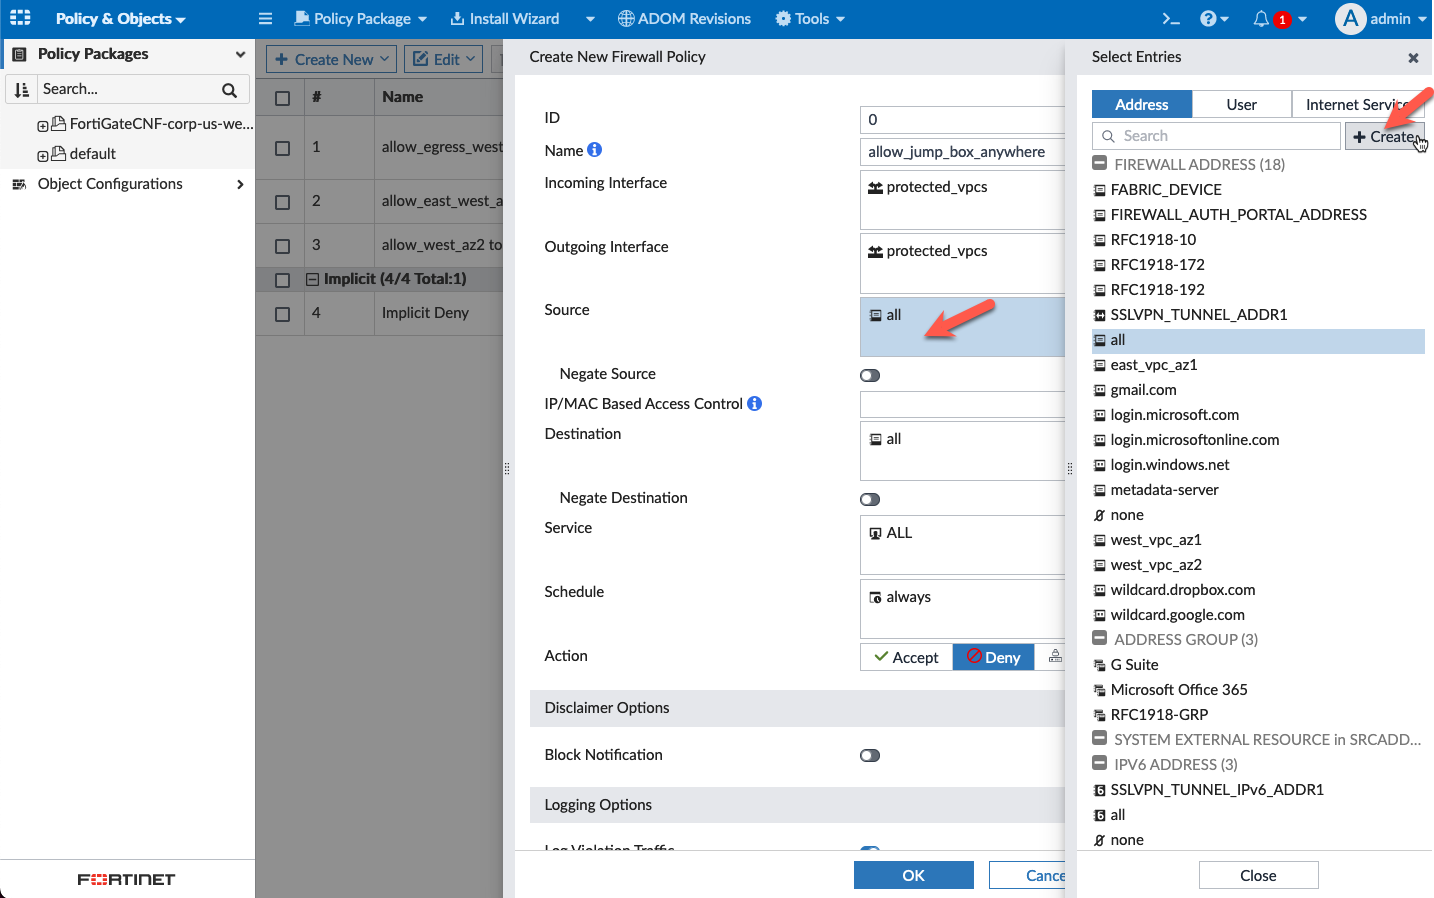 Policy & Objects
Policy Package
Install Wizard
ADOM Revisions
Tools
1
A
admin
Policy Packages
Search...
FortiGateCNF-corp-us-we...
default
Object Configurations
FORTINET
Create New
Edit
#
Name
1
allow_egress_west
2
allow_east_west_a
3
allow_west_az2 to
Implicit (4/4 Total:1)
4
Implicit Deny
Create New Firewall Policy
ID
0
Name
allow_jump_box_anywhere
Incoming Interface
protected_vpcs
Outgoing Interface
protected_vpcs
Source
all
Negate Source
IP/MAC Based Access Control
Destination
all
Negate Destination
Service
ALL
Schedule
always
Action
Accept
Deny
Disclaimer Options
Block Notification
Logging Options
Log Violation Traffic
OK
Cance
Select Entries
Address
User
Internet Service
Search
Create
FIREWALL ADDRESS (18)
FABRIC_DEVICE
FIREWALL_AUTH_PORTAL_ADDRESS
RFC1918-10
RFC1918-172
RFC1918-192
SSLVPN_TUNNEL_ADDR1
all
east_vpc_az1
gmail.com
login.microsoft.com
login.microsoftonline.com
login.windows.net
metadata-server
none
west_vpc_az1
west_vpc_az2
wildcard.dropbox.com
wildcard.google.com
ADDRESS GROUP (3)
G Suite
Microsoft Office 365
RFC1918-GRP
SYSTEM EXTERNAL RESOURCE in SRCADD...
IPV6 ADDRESS (3)
SSLVPN_TUNNEL_IPv6_ADDR1
all
none
Close